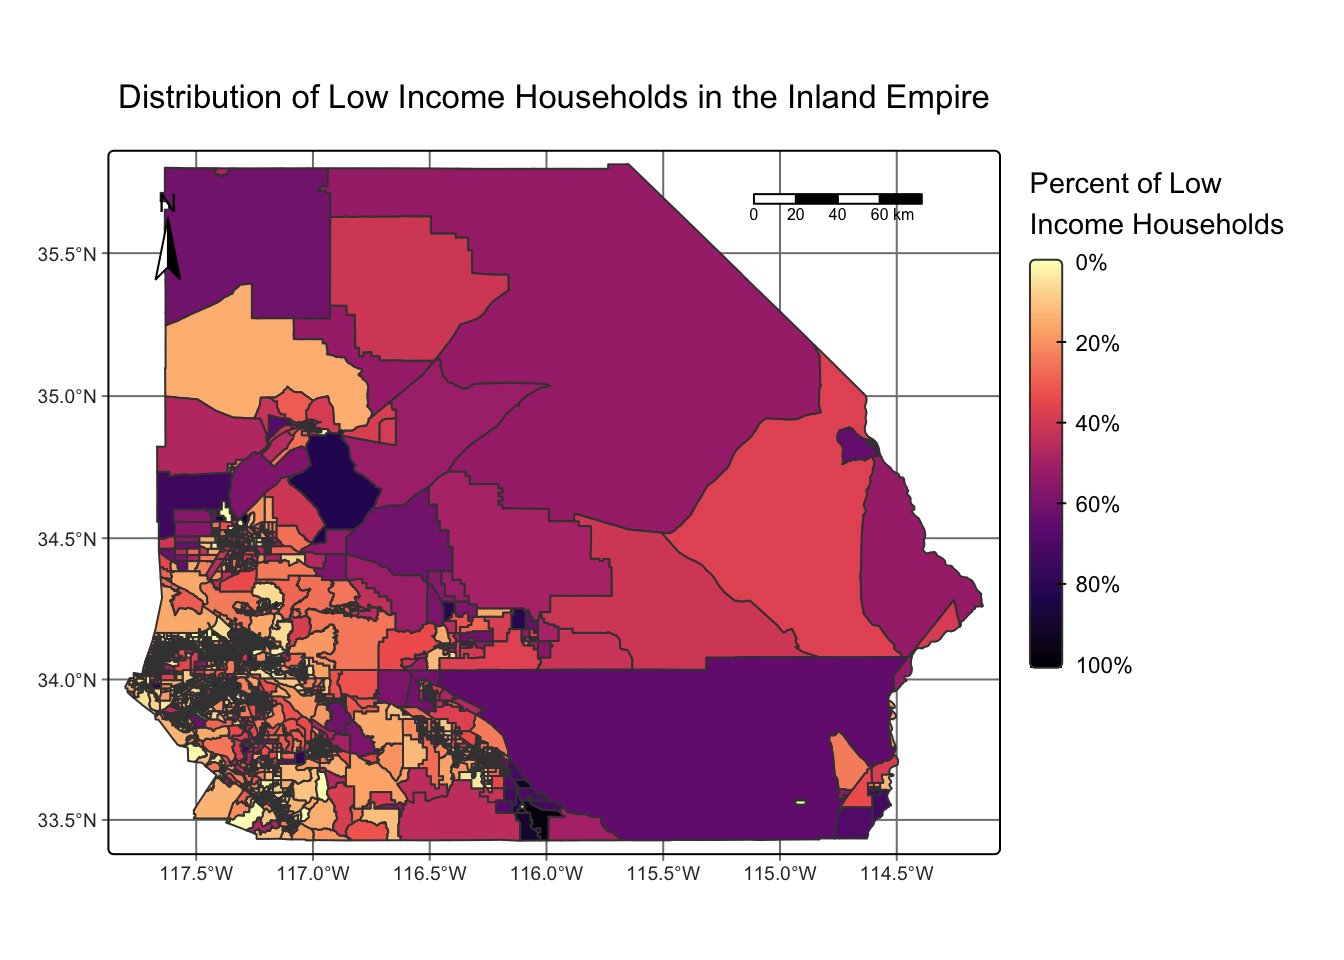 Distribution of Low Income Households in the Inland Empire
N
0 20 40 60 km
35.5°N
35.0°N
34.5°N
34.0°N
33.5°N
117.5°W 117.0°W 116.5°W 116.0°W 115.5°W 115.0°W 114.5°W
Percent of Low
Income Households
0%
20%
40%
60%
80%
100%